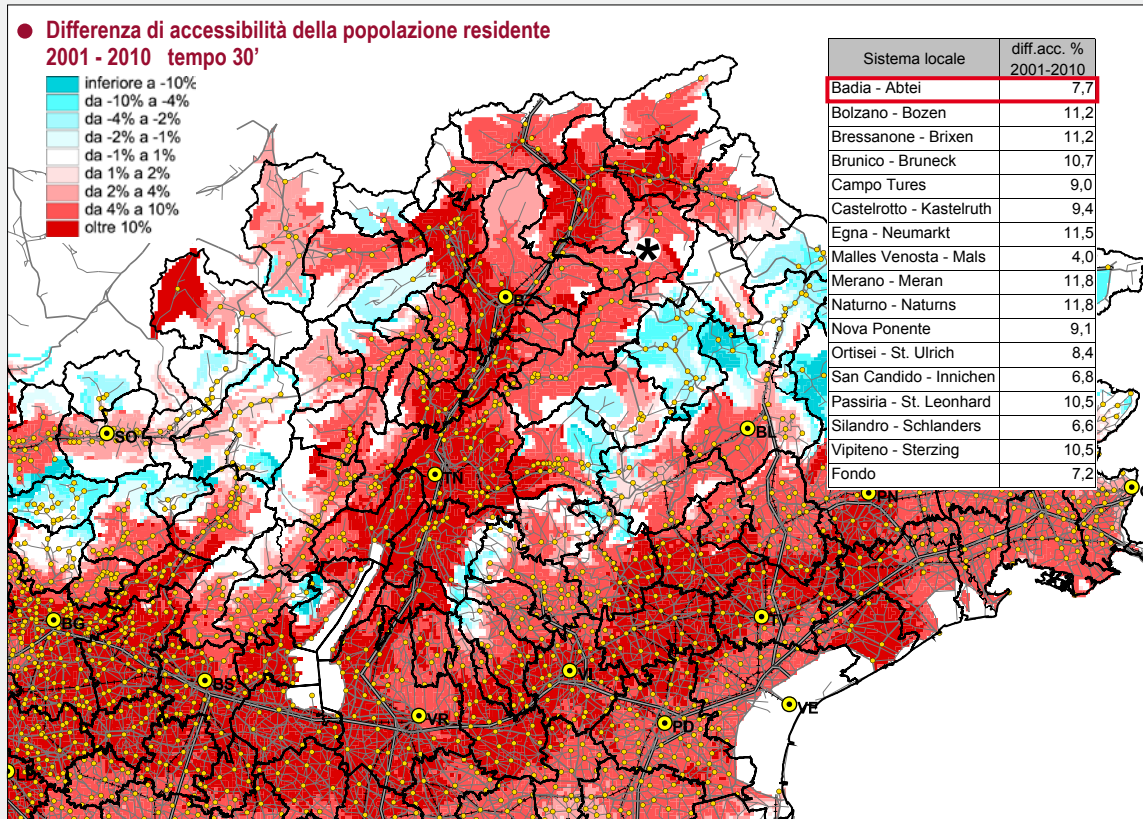 ● Differenza di accessibilità della popolazione residente
2001 - 2010 tempo 30'
inferiore a -10%
da -10% a -4%
da -4% a -2%
da -2% a -1%
da -1% a 1%
da 1% a 2%
da 2% a 4%
da 4% a 10%
oltre 10%
Sistema locale diff.acc. % 2001-2010
Badia - Abtei 7,7
Bolzano - Bozen 11,2
Bressanone - Brixen 11,2
Brunico - Bruneck 10,7
Campo Tures 9,0
Castelrotto - Kastelruth 9,4
Egna - Neumarkt 11,5
Malles Venosta - Mals 4,0
Merano - Meran 11,8
Naturno - Naturns 11,8
Nova Ponente 9,1
Ortisei - St. Ulrich 8,4
San Candido - Innichen 6,8
Passiria - St. Leonhard 10,5
Silandro - Schlanders 6,6
Vipiteno - Sterzing 10,5
Fondo 7,2
*
BZ
SO
BL
TN
PN
BG
BS
VI
VR
PD
VE